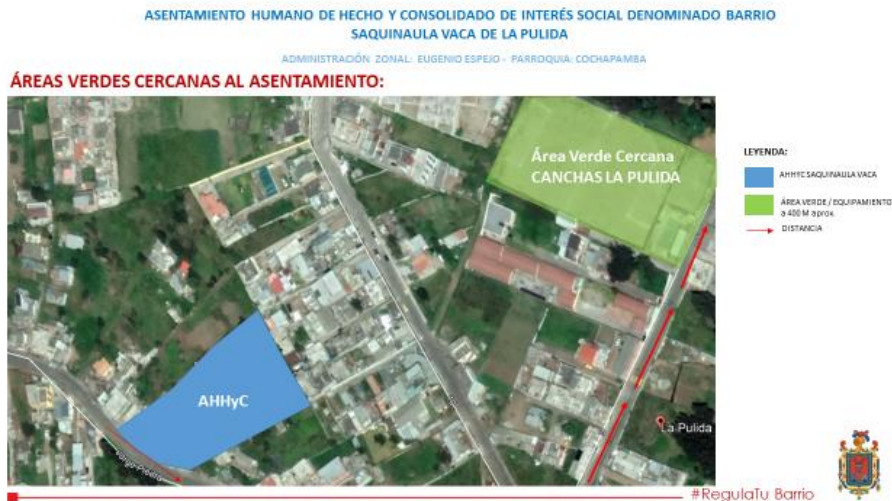 ASENTAMIENTO HUMANO DE HECHO Y CONSOLIDADO DE INTERÉS SOCIAL DENOMINADO BARRIO
SAQUINAULA VACA DE LA PULIDA
ADMINISTRACIÓN ZONAL: EUGENIO ESPEJO - PARROQUIA: COCHAPAMBA
ÁREAS VERDES CERCANAS AL ASENTAMIENTO:
Área Verde Cercana
CANCHAS LA PULIDA
LEYENDA:
AHHYC SAQUINAULA VACA
ÁREA VERDE / EQUIPAMIENTO
a 400 M aprox.
DISTANCIA
AHHyC
La Pulida
#RegulaTu Barrio